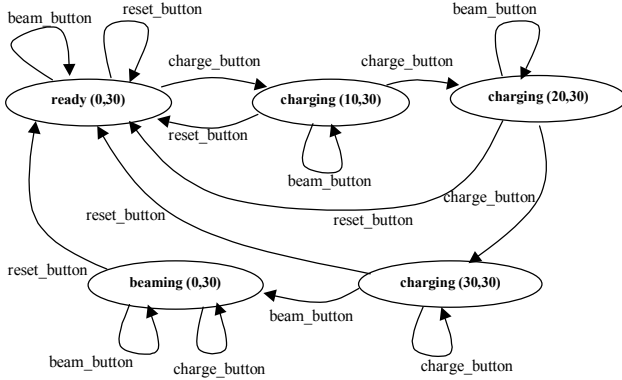 beam_button
reset_button
beam_button
charge_button
charge_button
ready (0,30)
charging (10,30)
charging (20,30)
reset_button
beam_button
charge_button
reset_button
reset_button
reset_button
beaming (0,30)
charging (30,30)
beam_button
beam_button
charge_button
charge_button